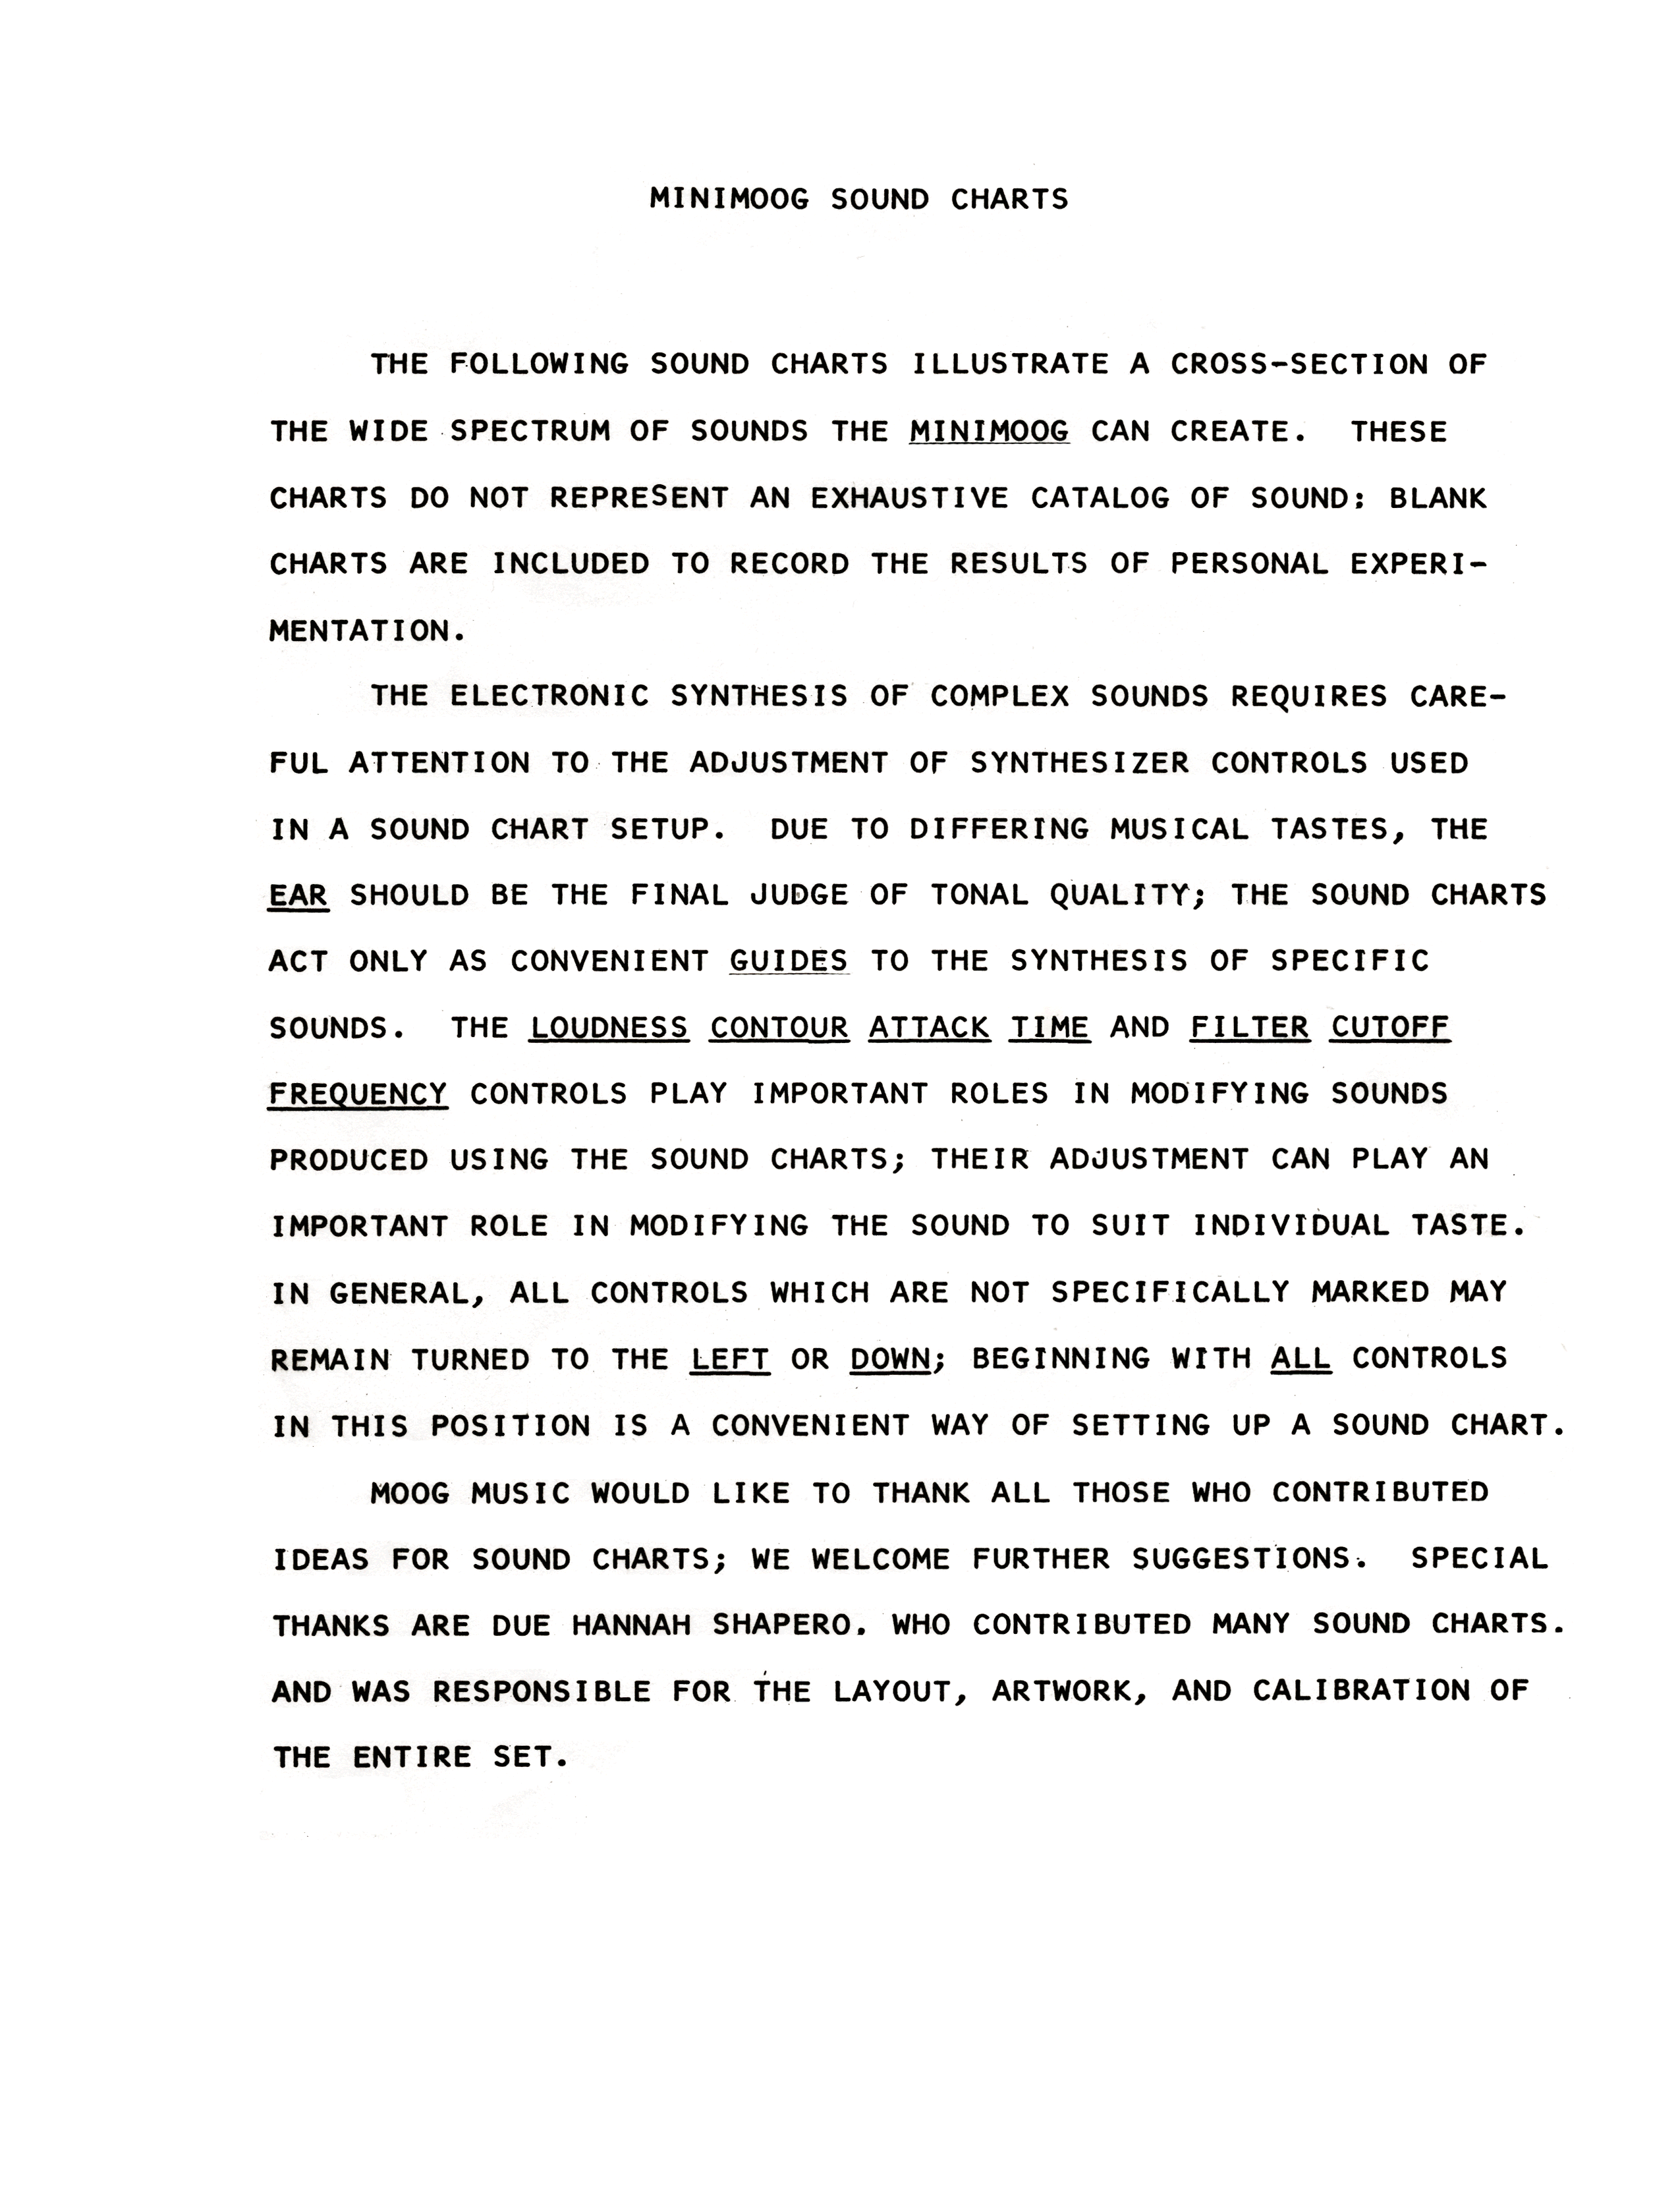 MINIMOOG SOUND CHARTS
THE FOLLOWING SOUND CHARTS ILLUSTRATE A CROSS-SECTION OF
THE WIDE SPECTRUM OF SOUNDS THE MINIMOOG CAN CREATE. THESE
CHARTS DO NOT REPRESENT AN EXHAUSTIVE CATALOG OF SOUND: BLANK
CHARTS ARE INCLUDED TO RECORD THE RESULTS OF PERSONAL EXPERI-
MENTATION.
THE ELECTRONIC SYNTHESIS OF COMPLEX SOUNDS REQUIRES CARE-
FUL ATTENTION TO THE ADJUSTMENT OF SYNTHESIZER CONTROLS USED
IN A SOUND CHART SETUP. DUE TO DIFFERING MUSICAL TASTES, THE
EAR SHOULD BE THE FINAL JUDGE OF TONAL QUALITY; THE SOUND CHARTS
ACT ONLY AS CONVENIENT GUIDES TO THE SYNTHESIS OF SPECIFIC
SOUNDS. THE LOUDNESS CONTOUR ATTACK TIME AND FILTER CUTOFF
FREQUENCY CONTROLS PLAY IMPORTANT ROLES IN MODIFYING SOUNDS
PRODUCED USING THE SOUND CHARTS; THEIR ADJUSTMENT CAN PLAY AN
IMPORTANT ROLE IN MODIFYING THE SOUND TO SUIT INDIVIDUAL TASTE.
IN GENERAL, ALL CONTROLS WHICH ARE NOT SPECIFICALLY MARKED MAY
REMAIN TURNED TO THE LEFT OR DOWN; BEGINNING WITH ALL CONTROLS
IN THIS POSITION IS A CONVENIENT WAY OF SETTING UP A SOUND CHART.
MOOG MUSIC WOULD LIKE TO THANK ALL THOSE WHO CONTRIBUTED
IDEAS FOR SOUND CHARTS; WE WELCOME FURTHER SUGGESTIONS. SPECIAL
THANKS ARE DUE HANNAH SHAPERO. WHO CONTRIBUTED MANY SOUND CHARTS.
AND WAS RESPONSIBLE FOR THE LAYOUT, ARTWORK, AND CALIBRATION OF
THE ENTIRE SET.